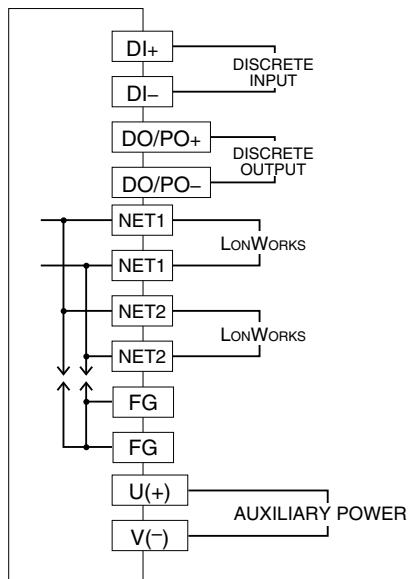 DI+
DISCRETE
INPUT
DI−
DO/PO+
DISCRETE
OUTPUT
DO/PO−
NET1
LONWORKS
NET1
NET2
LONWORKS
NET2
FG
FG
U(+)
AUXILIARY POWER
V(−)